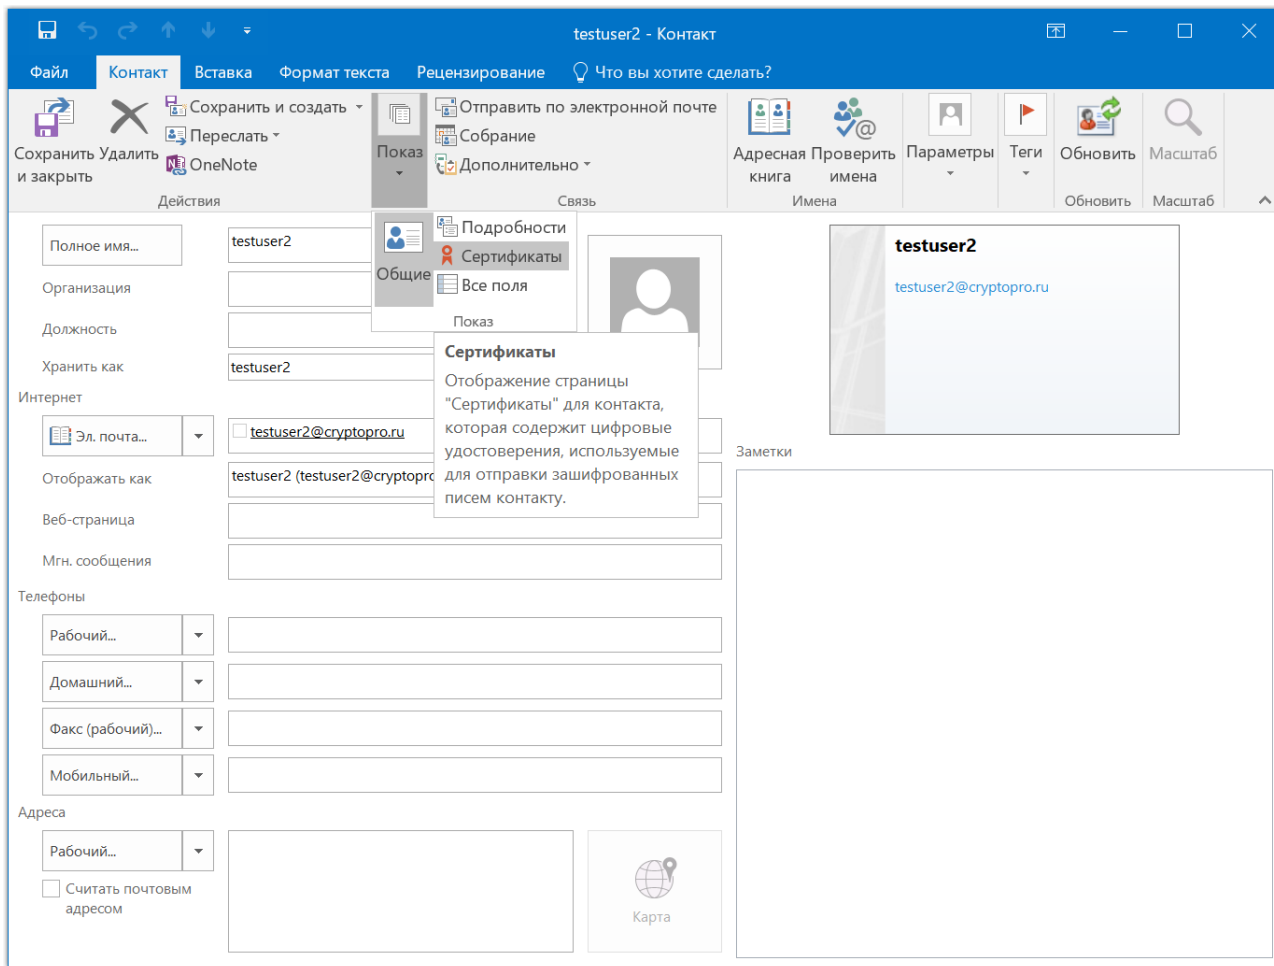 testuser2 - Контакт
Файл Контакт Вставка Формат текста Рецензирование Что вы хотите сделать?
Сохранить и закрыть
Удалить
Сохранить и создать
Переслать
OneNote
Действия
Показ
Отправить по электронной почте
Собрание
Дополнительно
Связь
Адресная книга
Проверить имена
Имена
Параметры
Теги
Обновить
Обновить
Масштаб
Масштаб
Общие
Подробности
Сертификаты
Все поля
Показ
Сертификаты
Отображение страницы
"Сертификаты" для контакта,
которая содержит цифровые
удостоверения, используемые
для отправки зашифрованных
писем контакту.
Полное имя... testuser2
Организация
Должность
Хранить как testuser2
Интернет
Эл. почта... testuser2@cryptopro.ru
Отображать как testuser2 (testuser2@cryptopro
Веб-страница
Мгн. сообщения
Телефоны
Рабочий...
Домашний...
Факс (рабочий)...
Мобильный...
Адреса
Рабочий...
Считать почтовым
адресом
Карта
testuser2
testuser2@cryptopro.ru
Заметки